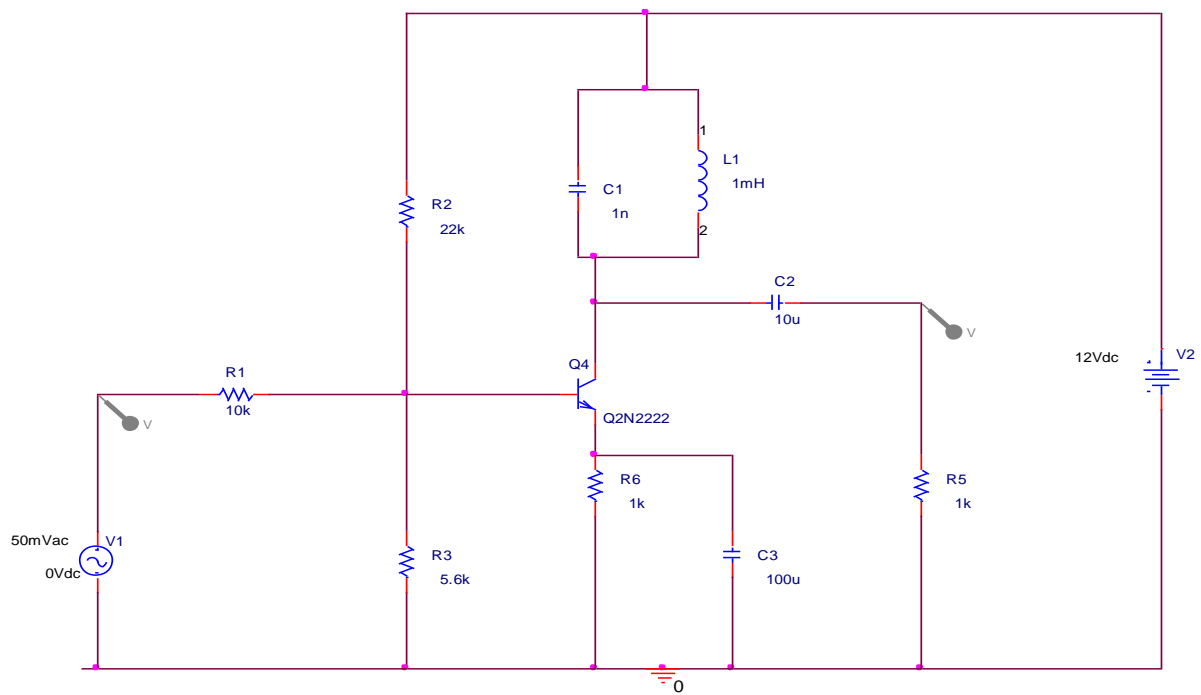 1
L1
C1
1mH
1n
R2
22k
2
C2
10u
V
12Vdc
V2
Q4
R1
10k
V
Q2N2222
R6
1k
R5
1k
50mVac
V1
0Vdc
R3
5.6k
C3
100u
0